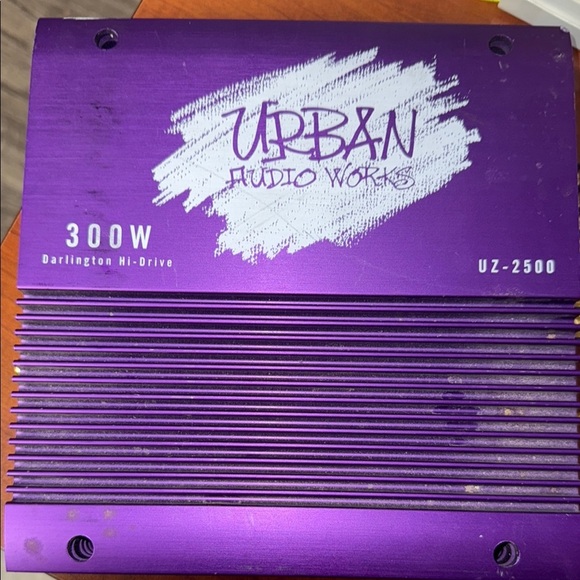 URBAN
AUDIO WORKS
300W
Darlington Hi-Drive
UZ-2500